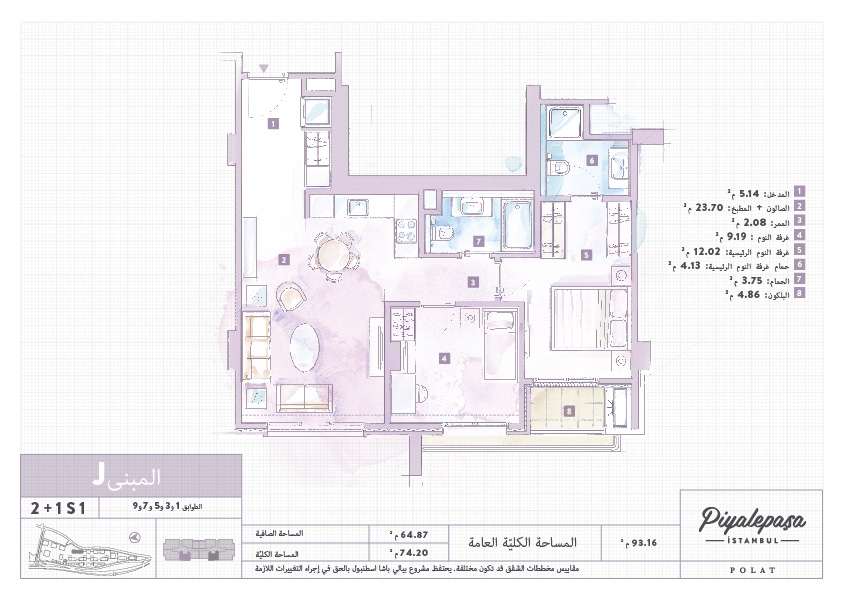 1
2
3
4
5
6
7
8
1 المدخل: 5.14 م²
2 الصالون + المطبخ: 23.70 م²
3 الممر: 2.08 م²
4 غرفة النوم : 9.19 م²
5 غرفة النوم الرئيسية: 12.02 م²
6 حمام غرفة النوم الرئيسية: 4.13 م²
7 الحمام: 3.75 م²
8 البلكون: 4.86 م²
المبنى J
2+1S1
الطوابق 1 و3 و5 و7 و9
المساحة الصافية
64.87 م²
المساحة الكليّة
74.20 م²
المساحة الكليّة العامة
93.16 م²
مقاييس مخططات الشقق قد تكون مختلفة. يحتفظ مشروع بيالي باشا اسطنبول بالحق في إجراء التغييرات اللازمة
Piyalepaşa
İSTANBUL
POLAT